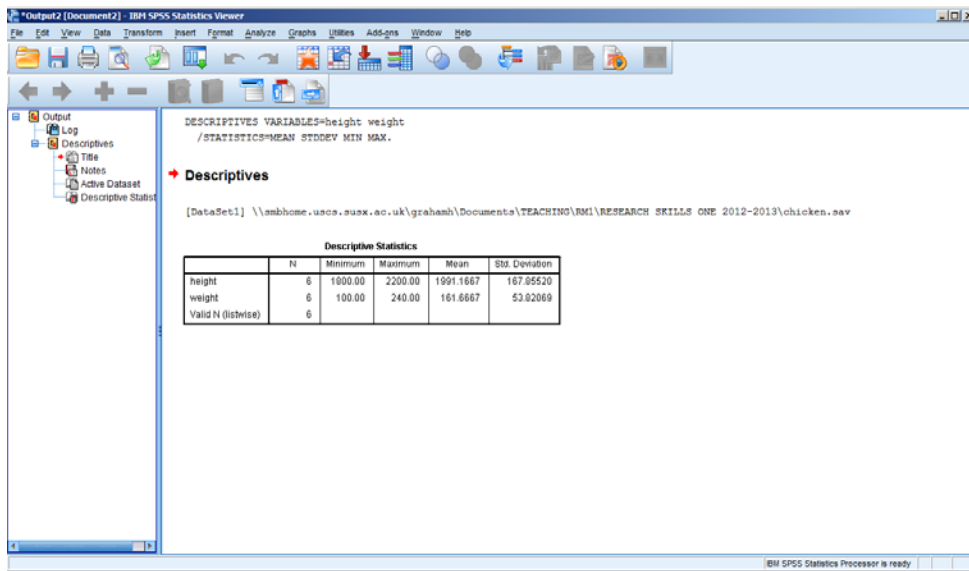 *Output2 [Document2] - IBM SPSS Statistics Viewer
File Edit View Data Transform Insert Format Analyze Graphs Utilities Add-ons Window Help
Output
Log
Descriptives
Title
Notes
Active Dataset
Descriptive Statist
DESCRIPTIVES VARIABLES=height weight
/STATISTICS=MEAN STDDEV MIN MAX.
Descriptives
[DataSet1] \\smbhome.uscs.susx.ac.uk\grahamh\Documents\TEACHING\RM1\RESEARCH SKILLS ONE 2012-2013\chicken.sav
Descriptive Statistics
N Minimum Maximum Mean Std. Deviation
height 6 1800.00 2200.00 1991.1667 167.85520
weight 6 100.00 240.00 161.6667 53.82069
Valid N (listwise) 6
IBM SPSS Statistics Processor is ready